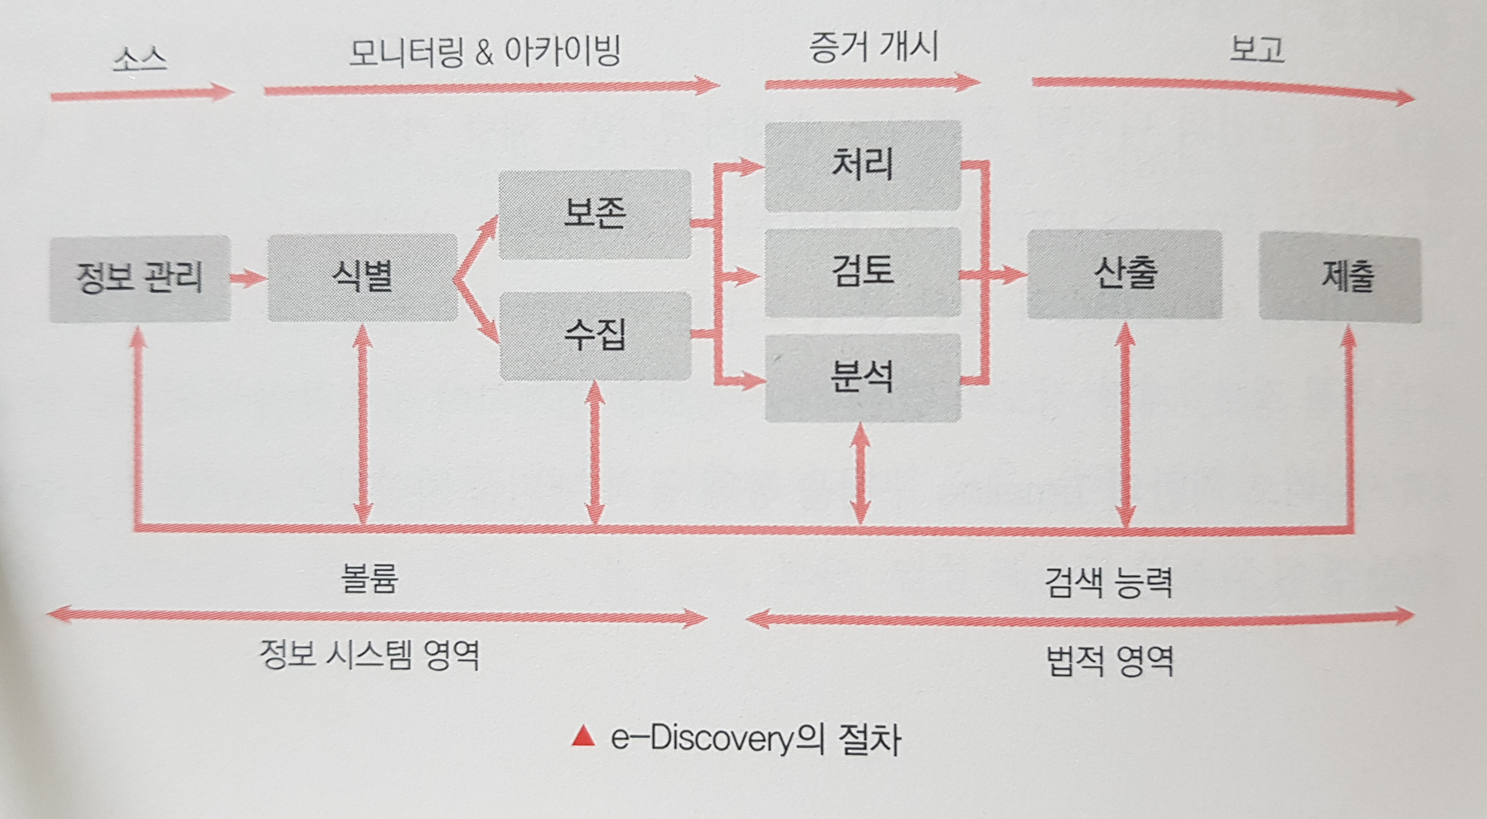 소스
모니터링 & 아카이빙
증거 개시
보고
정보 관리
식별
보존
수집
처리
검토
분석
산출
제출
볼륨
검색 능력
정보 시스템 영역
법적 영역
▲ e-Discovery의 절차